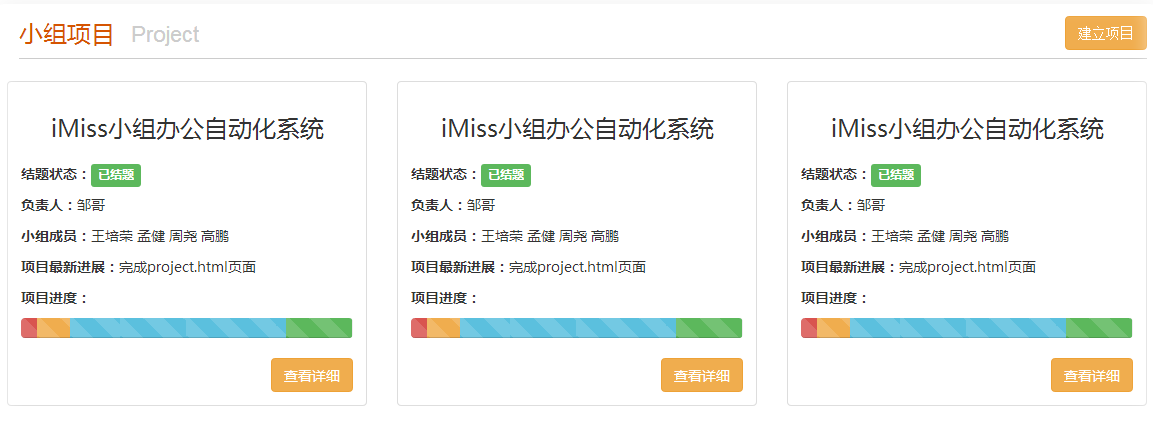 小组项目 Project
建立项目
iMiss小组办公自动化系统
结题状态：已结题
负责人：邹哥
小组成员：王培荣 孟健 周尧 高鹏
项目最新进展：完成project.html页面
项目进度：
查看详细
iMiss小组办公自动化系统
结题状态：已结题
负责人：邹哥
小组成员：王培荣 孟健 周尧 高鹏
项目最新进展：完成project.html页面
项目进度：
查看详细
iMiss小组办公自动化系统
结题状态：已结题
负责人：邹哥
小组成员：王培荣 孟健 周尧 高鹏
项目最新进展：完成project.html页面
项目进度：
查看详细